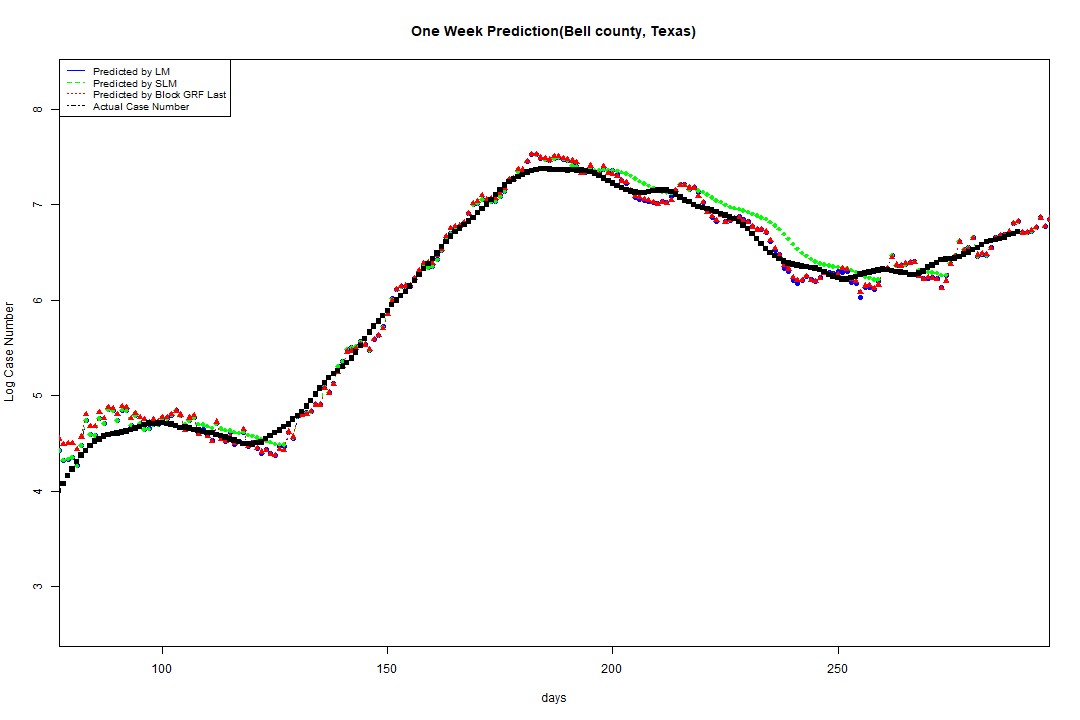 One Week Prediction(Bell county, Texas)
Predicted by LM
Predicted by SLM
Predicted by Block GRF Last
Actual Case Number
8
7
6
5
4
3
Log Case Number
100 150 200 250
days